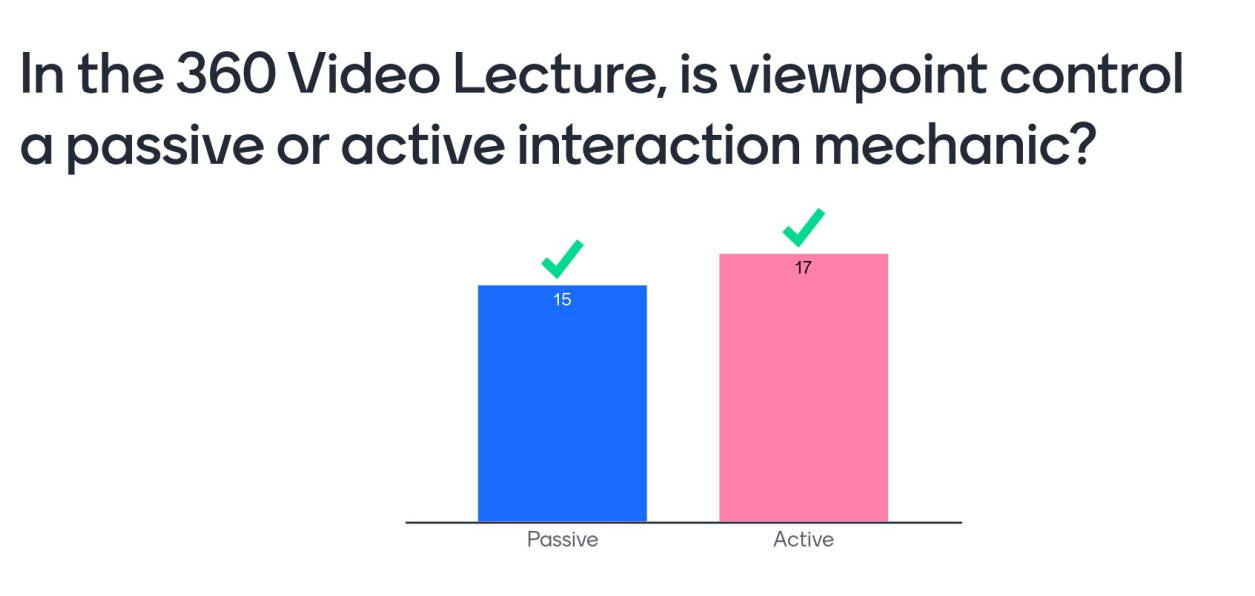 In the 360 Video Lecture, is viewpoint control
a passive or active interaction mechanic?
15
17
Passive
Active